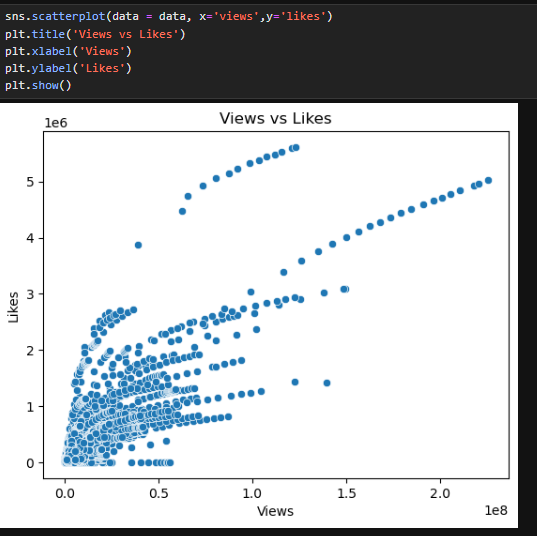 sns.scatterplot(data = data, x='views',y='likes')
plt.title('Views vs Likes')
plt.xlabel('Views')
plt.ylabel('Likes')
plt.show()
Views vs Likes
1e6
5
4
3
2
1
0
Likes
0.0 0.5 1.0 1.5 2.0
1e8
Views